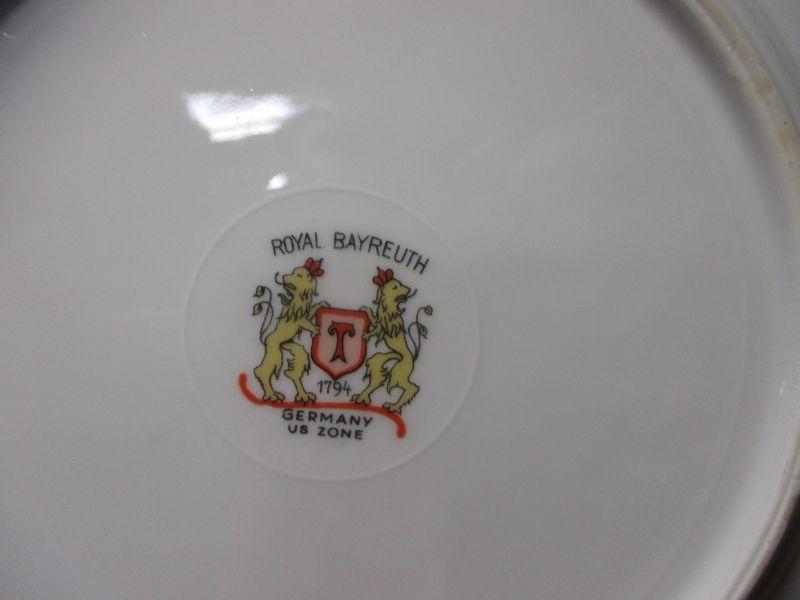 ROYAL BAYREUTH
T
1794
GERMANY
US ZONE